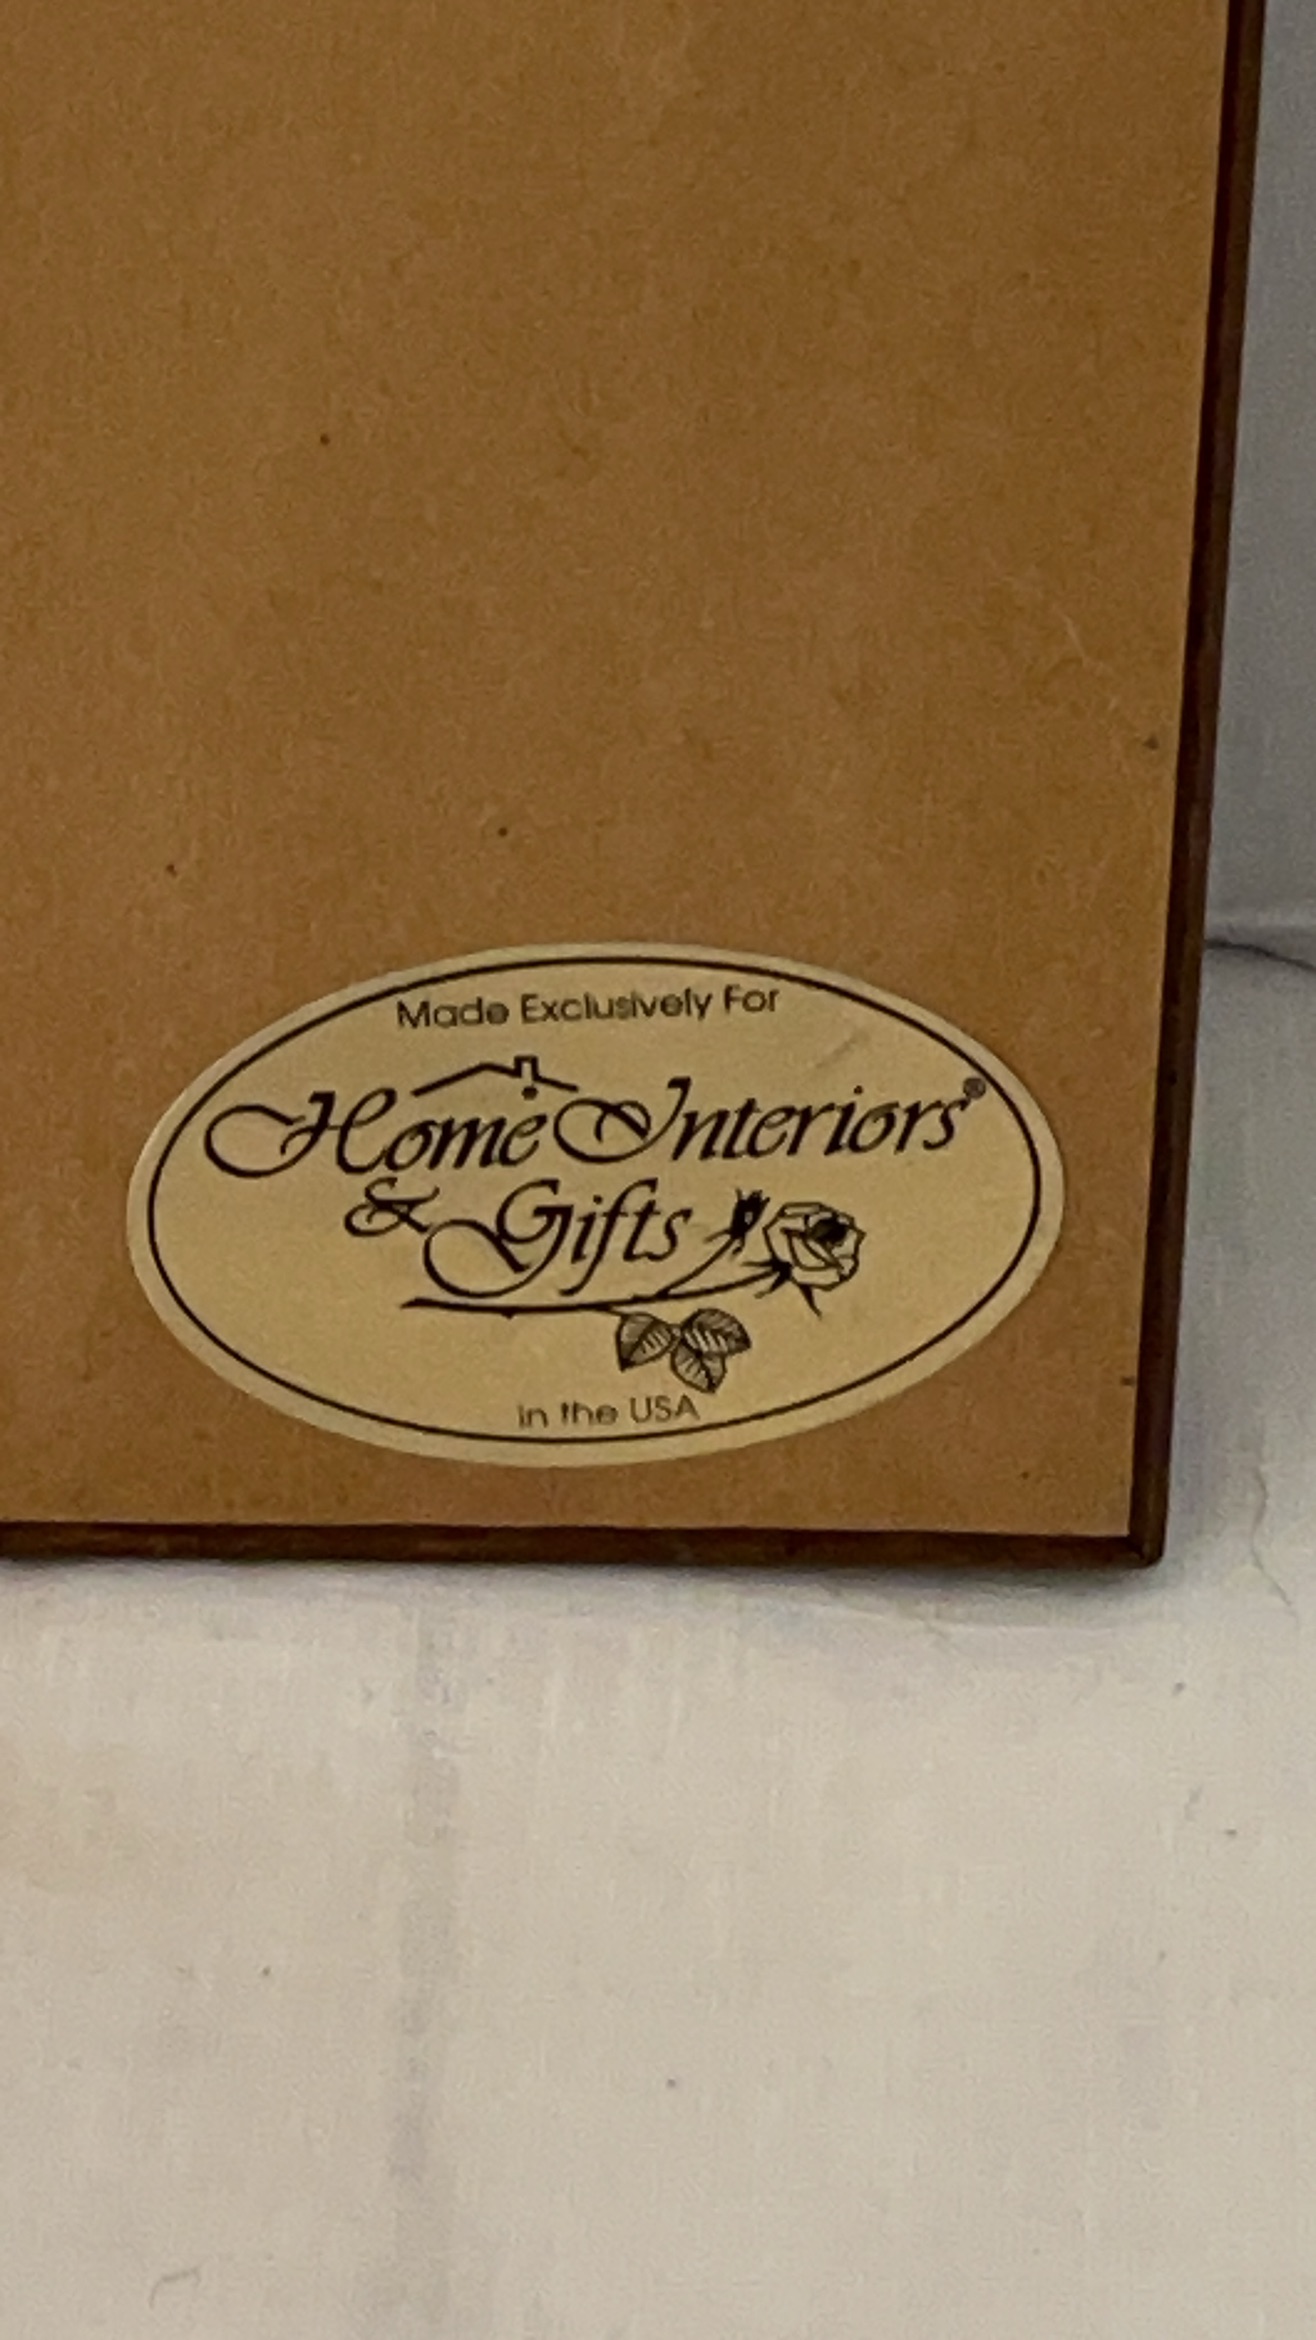 Made Exclusively For
Home Interiors®
& Gifts
in the USA